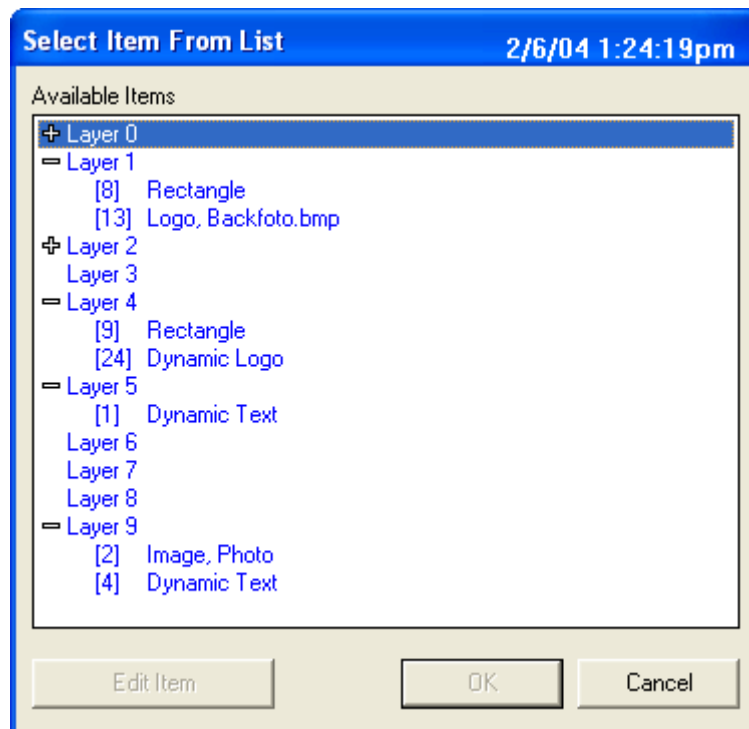 Select Item From List 2/6/04 1:24:19pm
Available Items
Layer 0
Layer 1
[8] Rectangle
[13] Logo, Backfoto.bmp
Layer 2
Layer 3
Layer 4
[9] Rectangle
[24] Dynamic Logo
Layer 5
[1] Dynamic Text
Layer 6
Layer 7
Layer 8
Layer 9
[2] Image, Photo
[4] Dynamic Text
Edit Item OK Cancel